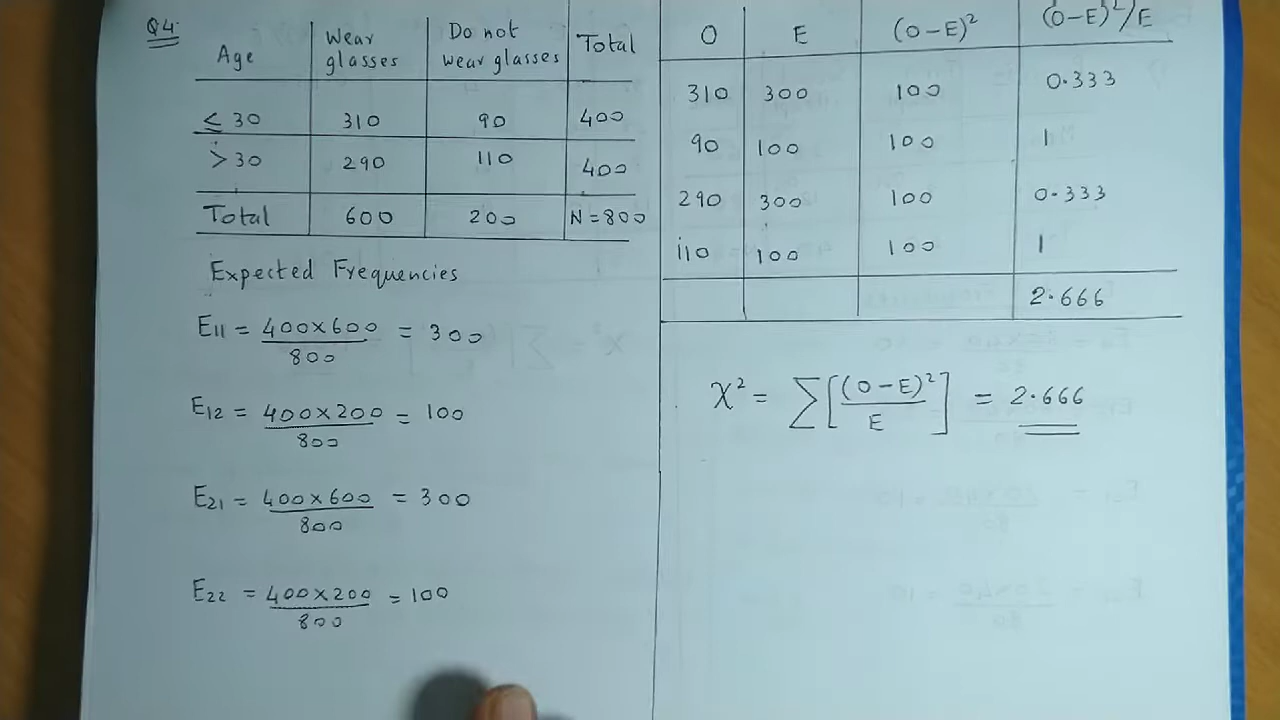 Q4.
Age | Wear glasses | Do not wear glasses | Total
≤ 30 | 310 | 90 | 400
> 30 | 290 | 110 | 400
Total | 600 | 200 | N = 800
Expected Frequencies
E11 = 400×600/800 = 300
E12 = 400×200/800 = 100
E21 = 400×600/800 = 300
E22 = 400×200/800 = 100
O | E | (O-E)² | (O-E)²/E
310 | 300 | 100 | 0.333
90 | 100 | 100 | 1
290 | 300 | 100 | 0.333
110 | 100 | 100 | 1
2.666
χ² = ∑[(O-E)²/E] = 2.666